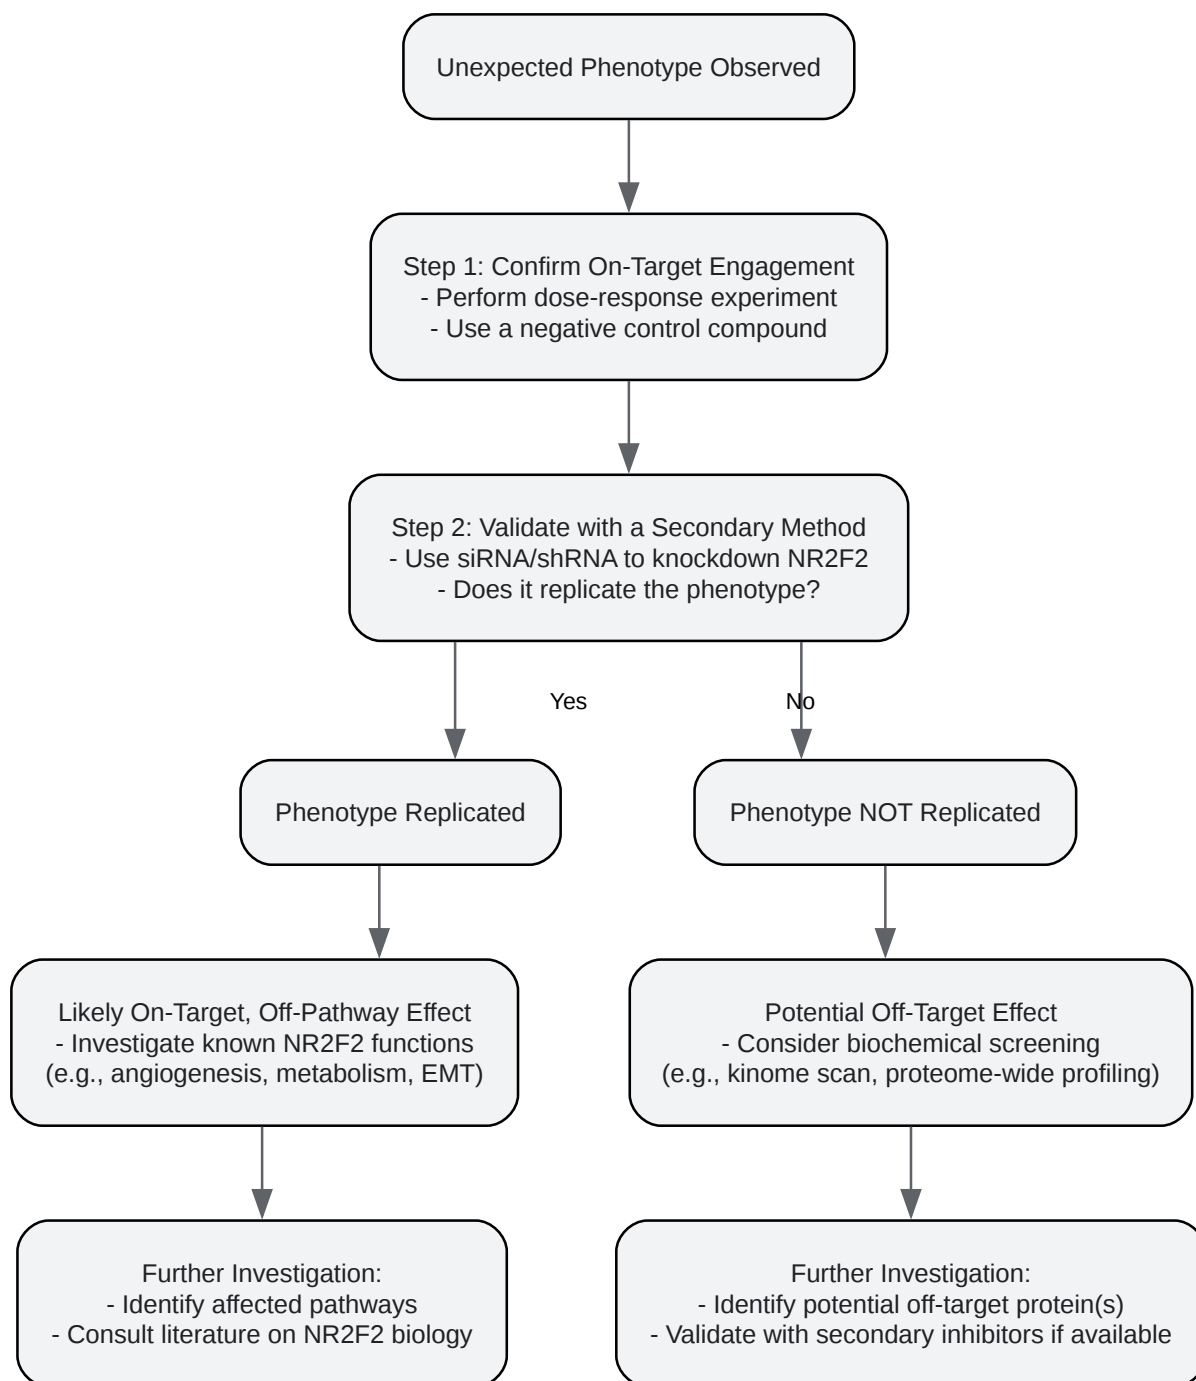 Unexpected Phenotype Observed
Step 1: Confirm On-Target Engagement
- Perform dose-response experiment
- Use a negative control compound
Step 2: Validate with a Secondary Method
- Use siRNA/shRNA to knockdown NR2F2
- Does it replicate the phenotype?
Yes
No
Phenotype Replicated
Phenotype NOT Replicated
Likely On-Target, Off-Pathway Effect
- Investigate known NR2F2 functions
(e.g., angiogenesis, metabolism, EMT)
Potential Off-Target Effect
- Consider biochemical screening
(e.g., kinome scan, proteome-wide profiling)
Further Investigation:
- Identify affected pathways
- Consult literature on NR2F2 biology
Further Investigation:
- Identify potential off-target protein(s)
- Validate with secondary inhibitors if available